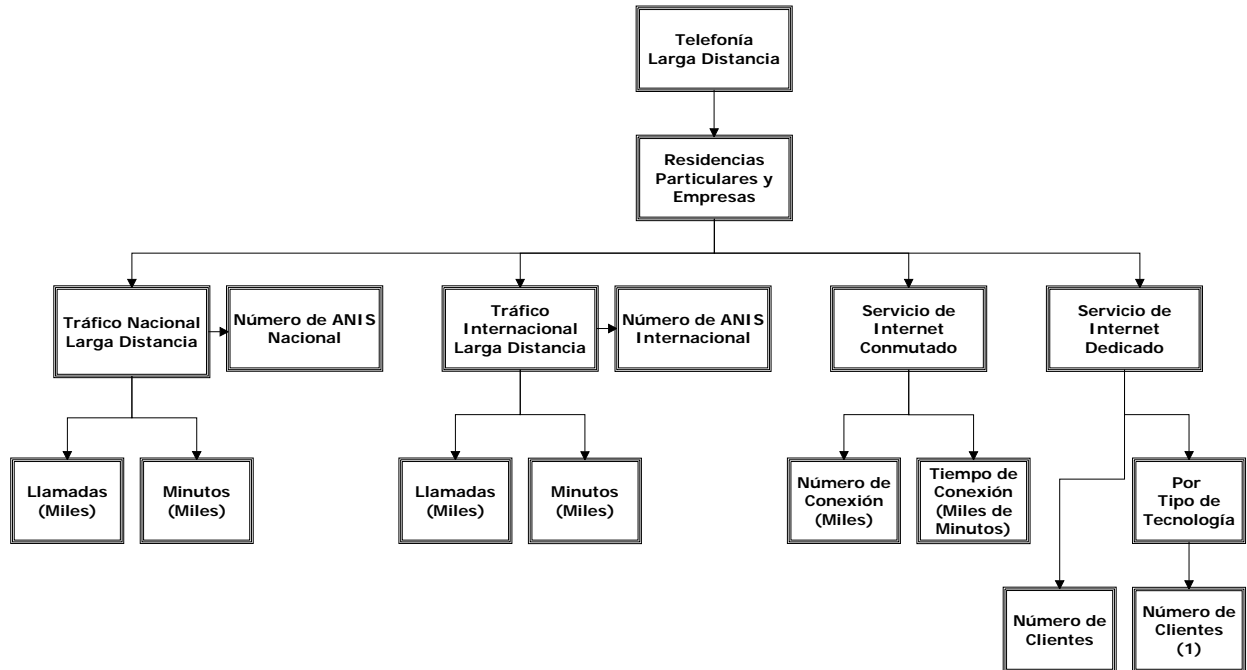 Telefonía
Larga Distancia
Residencias
Particulares y
Empresas
Tráfico Nacional
Larga Distancia
Número de ANIS
Nacional
Tráfico
Internacional
Larga Distancia
Número de ANIS
Internacional
Servicio de
Internet
Conmutado
Servicio de
Internet
Dedicado
Llamadas
(Miles)
Minutos
(Miles)
Llamadas
(Miles)
Minutos
(Miles)
Número de
Conexión
(Miles)
Tiempo de
Conexión
(Miles de
Minutos)
Por
Tipo de
Tecnología
Número de
Clientes
Número de
Clientes
(1)